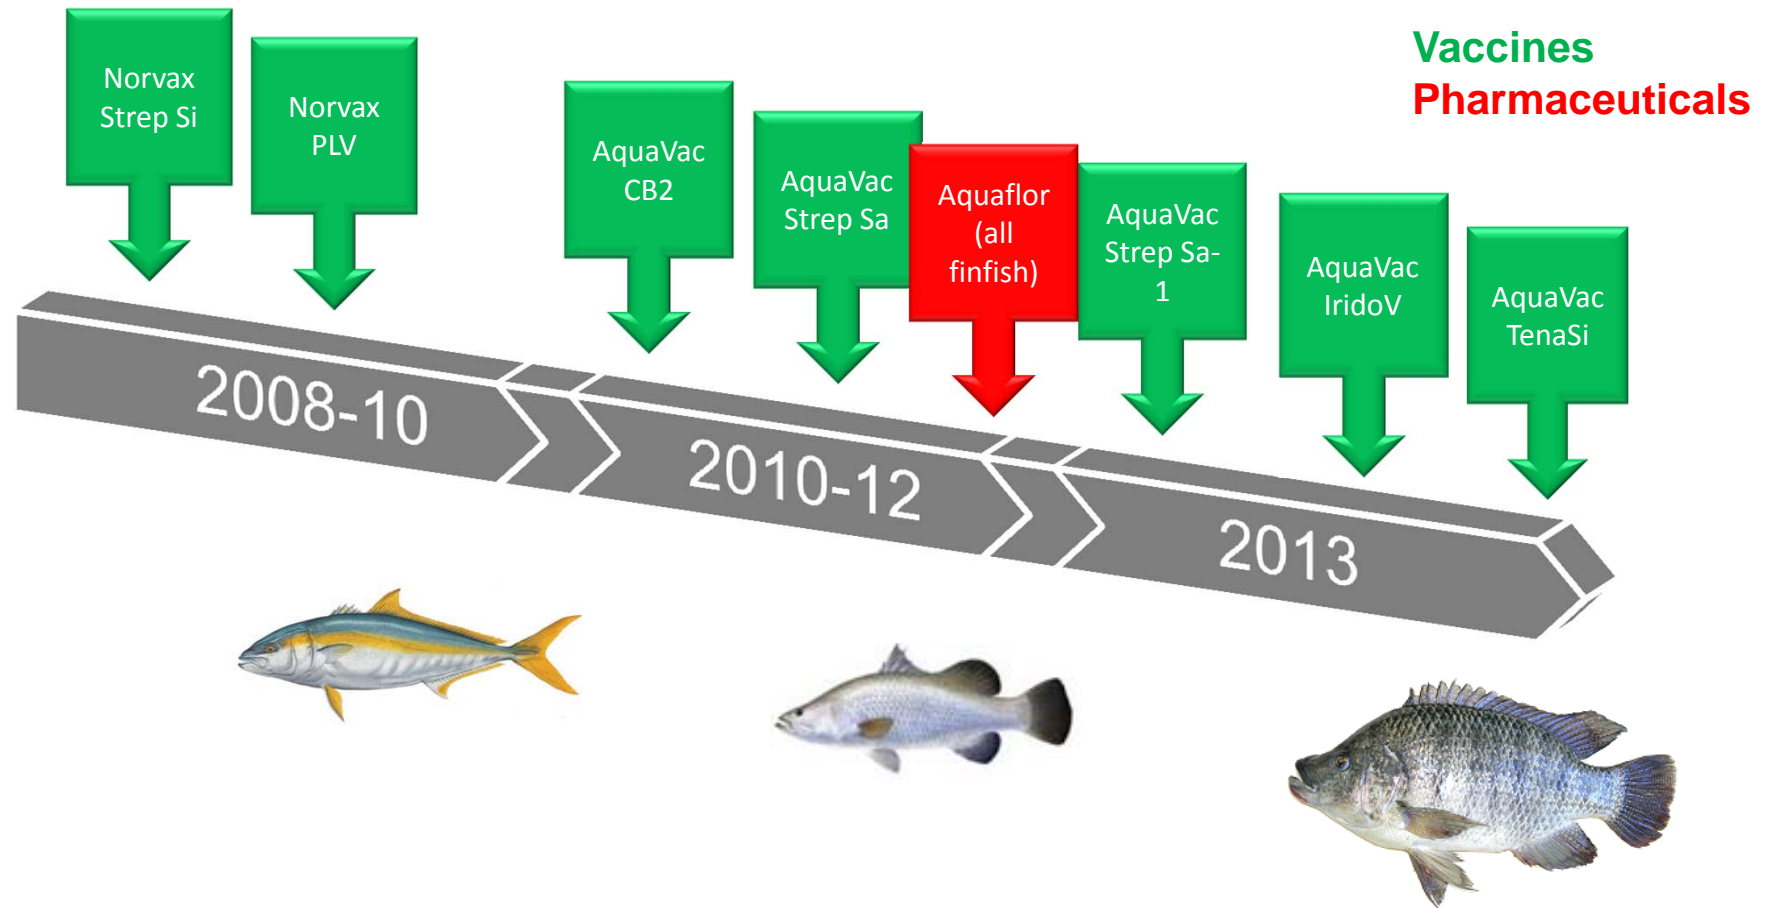 Vaccines
Pharmaceuticals
Norvax
Strep Si
Norvax
PLV
AquaVac
CB2
AquaVac
Strep Sa
Aquaflor
(all
finfish)
AquaVac
Strep Sa-
1
AquaVac
IridoV
AquaVac
TenaSi
2008-10
2010-12
2013